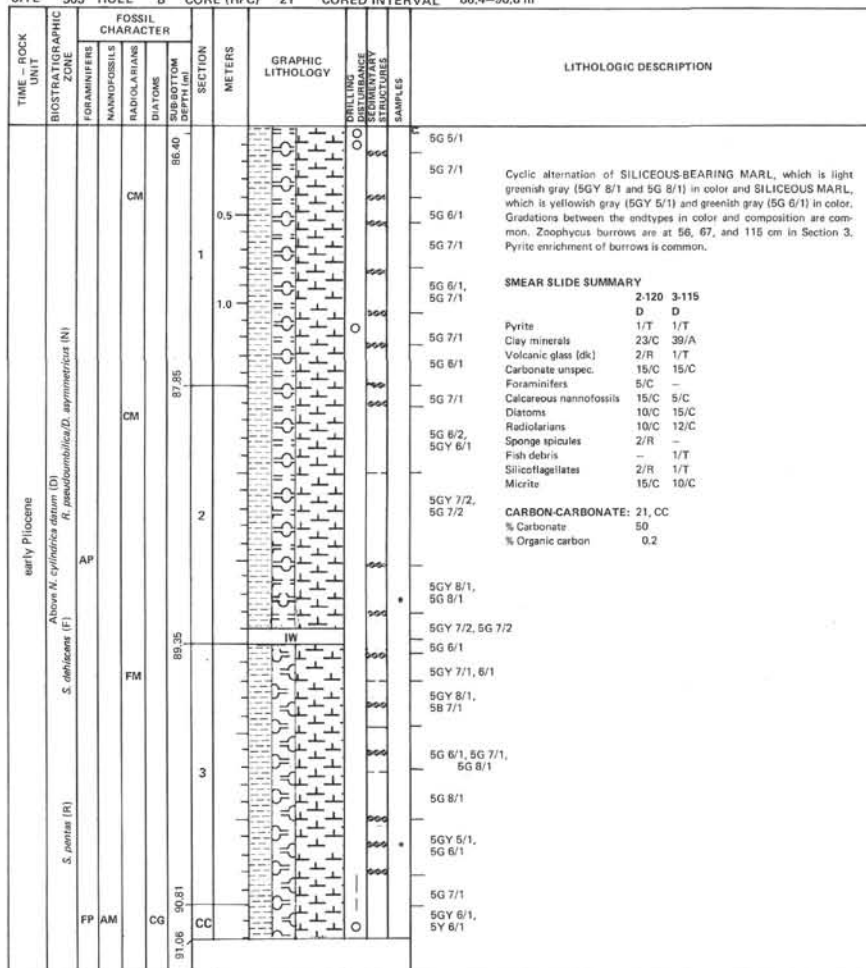 SITE 503 HOLE B CORE (HPC) 21 CORED INTERVAL 86.4–90.8 m
TIME – ROCK UNIT
BIOSTRATIGRAPHIC ZONE
FOSSIL CHARACTER
FORAMINIFERS
NANNOFOSSILS
RADIOLARIANS
DIATOMS
SUB-BOTTOM DEPTH (m)
SECTION
METERS
GRAPHIC LITHOLOGY
DRILLING DISTURBANCE
SEDIMENTARY STRUCTURES
SAMPLES
LITHOLOGIC DESCRIPTION
early Pliocene
Above N. cylindrica datum (D)
R. pseudoumbilica/D. asymmetricus (N)
S. dehiscens (F)
S. pentas (R)
CM
CM
AP
FM
FP AM CG
86.40
87.85
89.35
90.81
91.06
1
2
3
CC
0.5
1.0
IW
5G 5/1
5G 7/1
5G 6/1
5G 7/1
5G 6/1,
5G 7/1
5G 7/1
5G 6/1
5G 7/1
5G 6/2,
5GY 6/1
5GY 7/2,
5G 7/2
5GY 8/1,
5G 8/1
5GY 7/2, 5G 7/2
5G 6/1
5GY 7/1, 6/1
5GY 8/1,
5B 7/1
5G 6/1, 5G 7/1,
5G 8/1
5G 8/1
5GY 5/1,
5G 6/1
5G 7/1
5GY 6/1,
5Y 6/1
Cyclic alternation of SILICEOUS-BEARING MARL, which is light
greenish gray (5GY 8/1 and 5G 8/1) in color and SILICEOUS MARL,
which is yellowish gray (5GY 5/1) and greenish gray (5G 6/1) in color.
Gradations between the endtypes in color and composition are com-
mon. Zoophycus burrows are at 56, 67, and 115 cm in Section 3.
Pyrite enrichment of burrows is common.
SMEAR SLIDE SUMMARY
2-120 3-115
D D
Pyrite 1/T 1/T
Clay minerals 23/C 39/A
Volcanic glass (dk) 2/R 1/T
Carbonate unspec. 15/C 15/C
Foraminifers 5/C –
Calcareous nannofossils 15/C 5/C
Diatoms 10/C 15/C
Radiolarians 10/C 12/C
Sponge spicules 2/R –
Fish debris – 1/T
Silicoflagellates 2/R 1/T
Micrite 15/C 10/C
CARBON-CARBONATE: 21, CC
% Carbonate 50
% Organic carbon 0.2